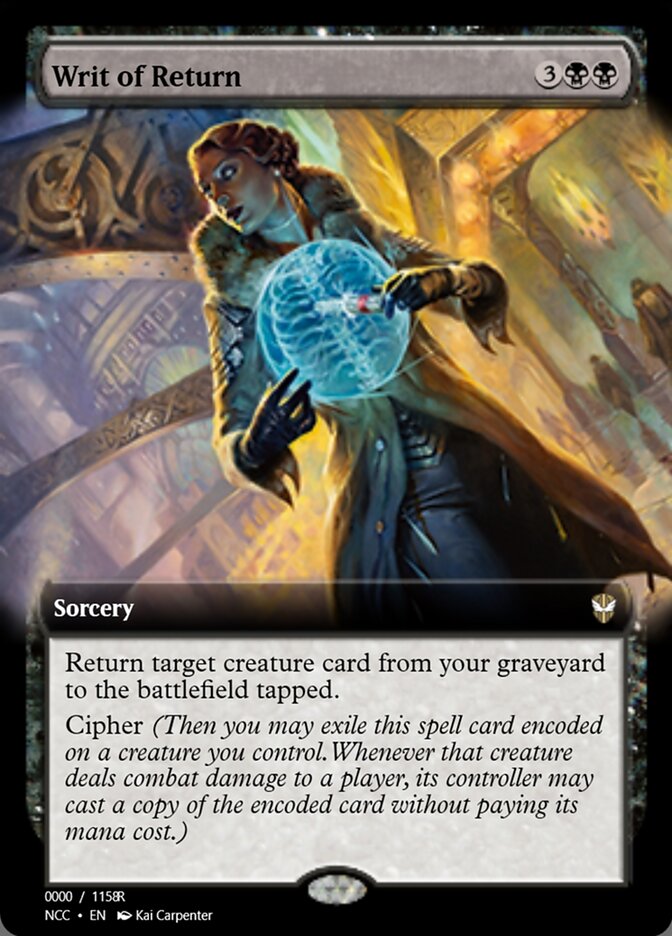 Writ of Return 3
Sorcery
Return target creature card from your graveyard
to the battlefield tapped.
Cipher (Then you may exile this spell card encoded
on a creature you control. Whenever that creature
deals combat damage to a player, its controller may
cast a copy of the encoded card without paying its
mana cost.)
0000 / 1158R
NCC • EN Kai Carpenter